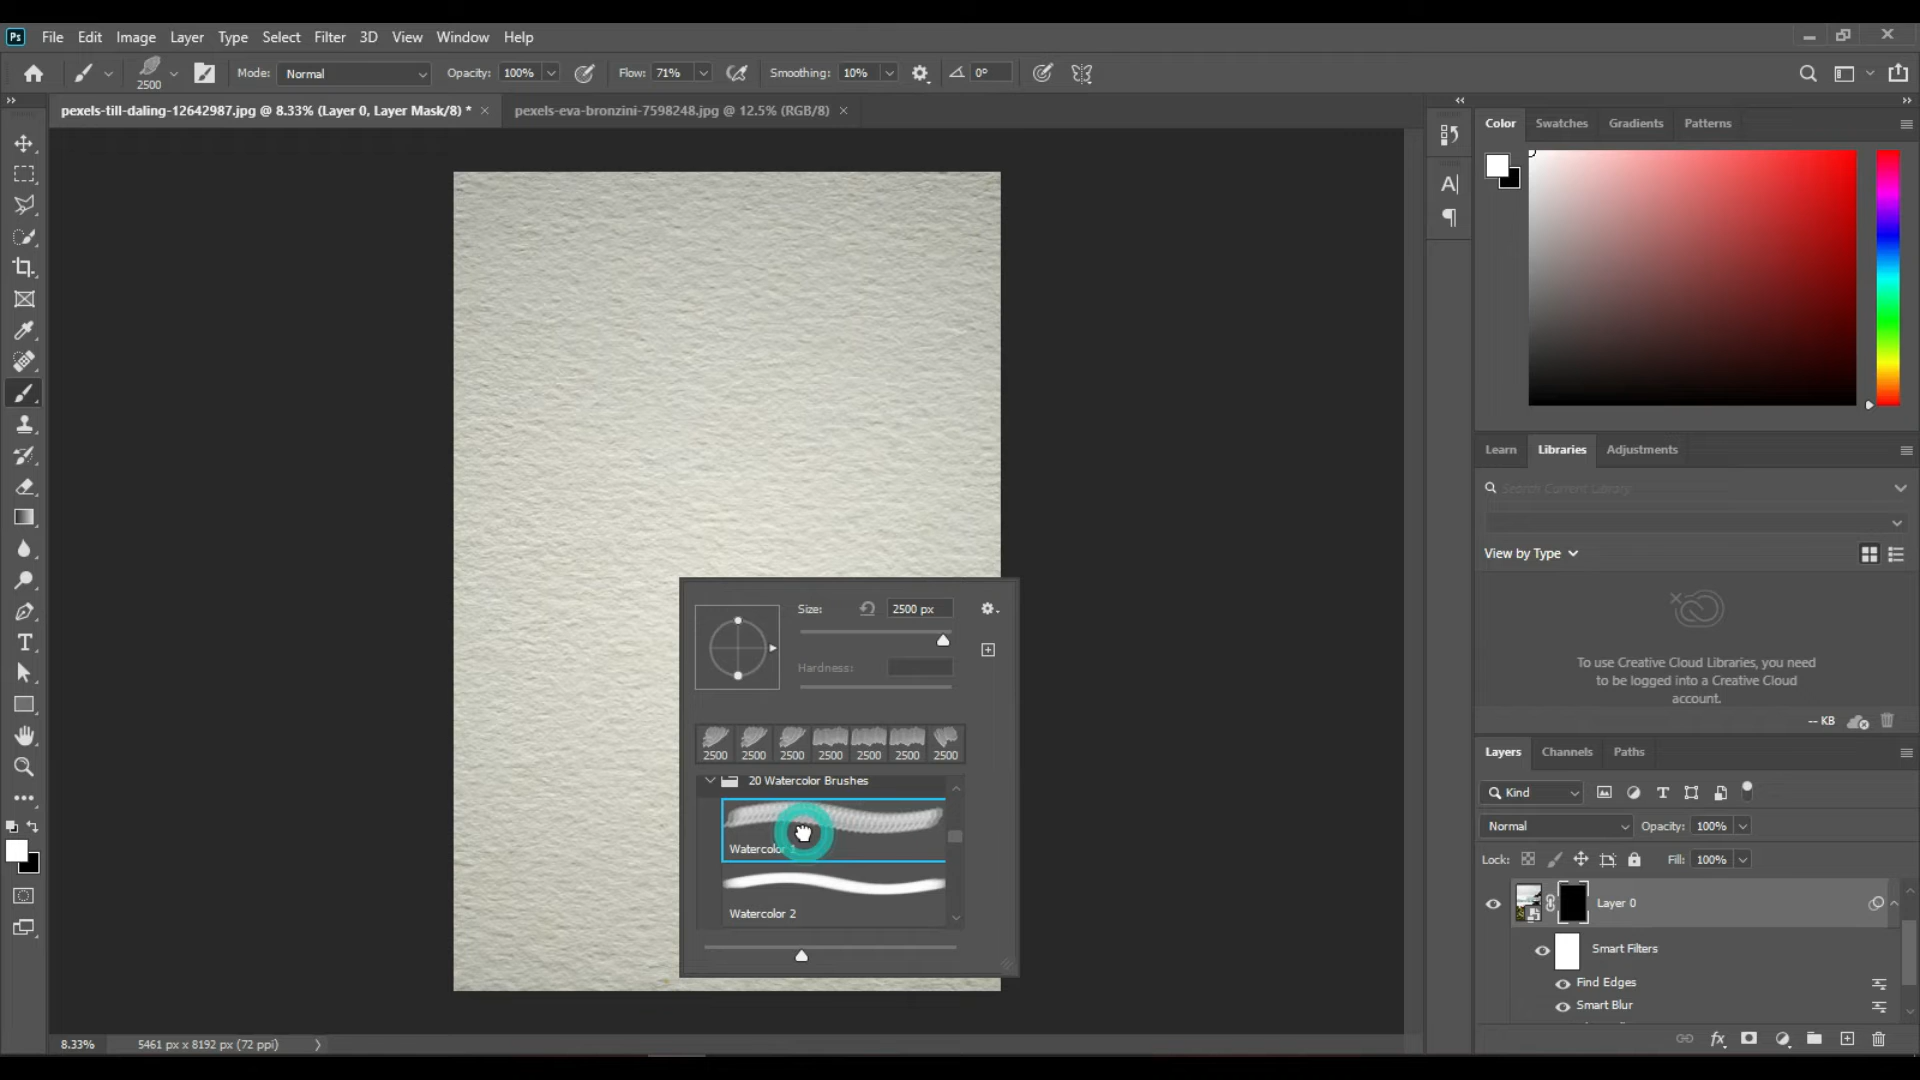 Ps File Edit Image Layer Type Select Filter 3D View Window Help
2500 Mode: Normal Opacity: 100% Flow: 71% Smoothing: 10% 0°
pexels-till-daling-12642987.jpg @ 8.33% (Layer 0, Layer Mask/8) * × pexels-eva-bronzini-7598248.jpg @ 12.5% (RGB/8) ×
Color Swatches Gradients Patterns
Learn Libraries Adjustments
Search Current Library
View by Type
To use Creative Cloud Libraries, you need
to be logged into a Creative Cloud
account.
-- KB
Size: 2500 px
Hardness:
2500 2500 2500 2500 2500 2500 2500
20 Watercolor Brushes
Watercolor 1
Watercolor 2
Layers Channels Paths
Kind
Normal Opacity: 100%
Lock: Fill: 100%
Layer 0
Smart Filters
Find Edges
Smart Blur
8.33% 5461 px x 8192 px (72 ppi)